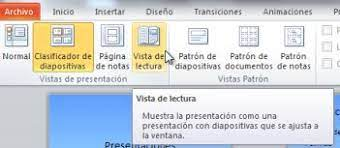 Archivo Inicio Insertar Diseño Transiciones Animaciones
Normal Clasificador de diapositivas Página de notas Vista de lectura Patrón de diapositivas Patrón de documentos Patrón de notas
Vistas de presentación Vistas Patrón
Vista de lectura
Muestra la presentación como una
presentación con diapositivas que se ajusta a
la ventana.